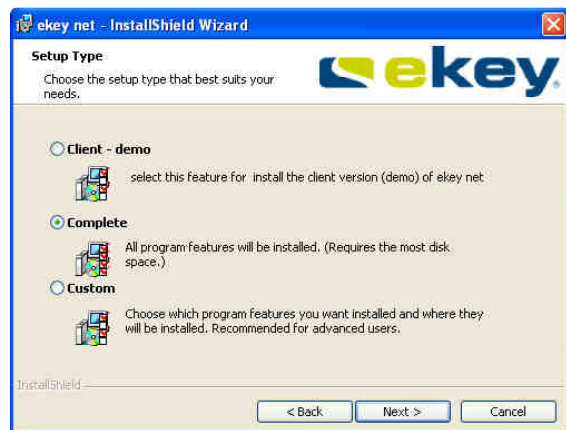 ekey net - InstallShield Wizard
Setup Type
Choose the setup type that best suits your
needs.
ekey
Client - demo
select this feature for install the client version (demo) of ekey net
Complete
All program features will be installed. (Requires the most disk
space.)
Custom
Choose which program features you want installed and where they
will be installed. Recommended for advanced users.
InstallShield
< Back Next > Cancel